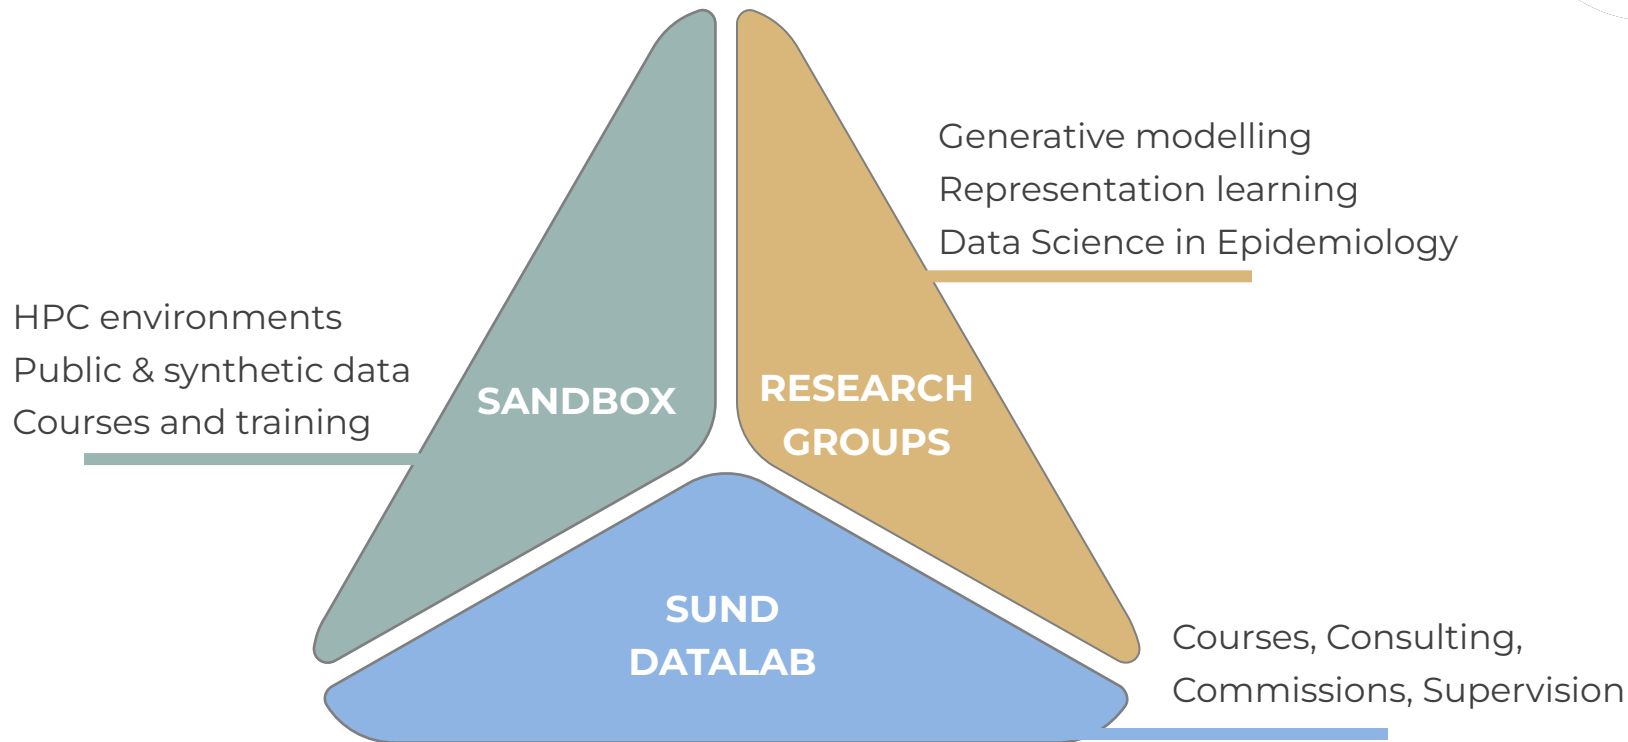 Generative modelling
Representation learning
Data Science in Epidemiology
HPC environments
Public & synthetic data
Courses and training
SANDBOX
RESEARCH
GROUPS
SUND
DATALAB
Courses, Consulting,
Commissions, Supervision